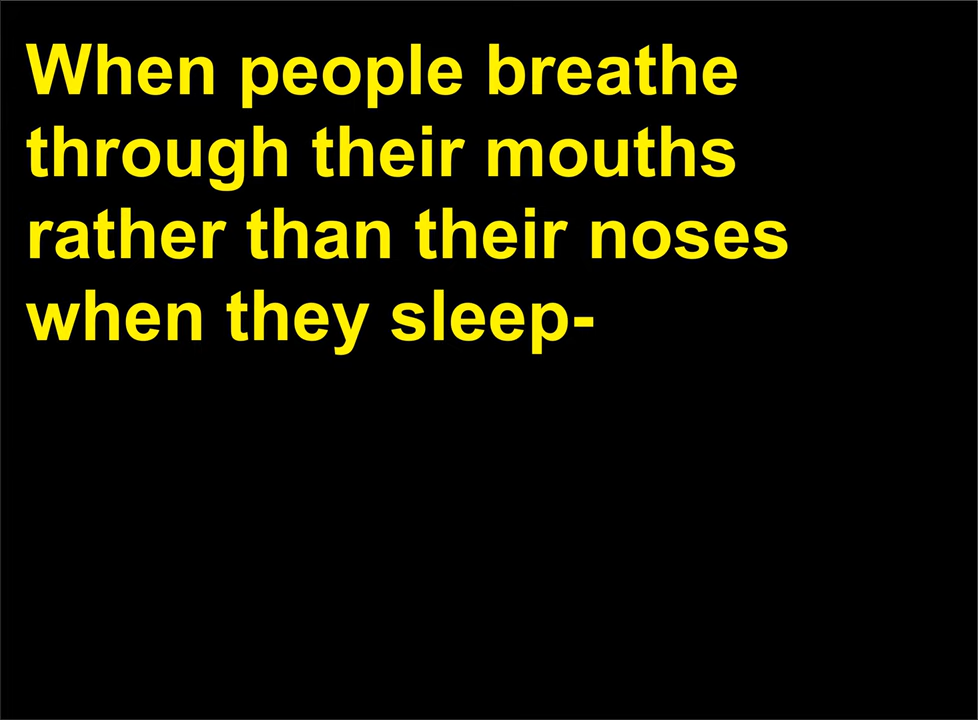 When people breathe
through their mouths
rather than their noses
when they sleep-